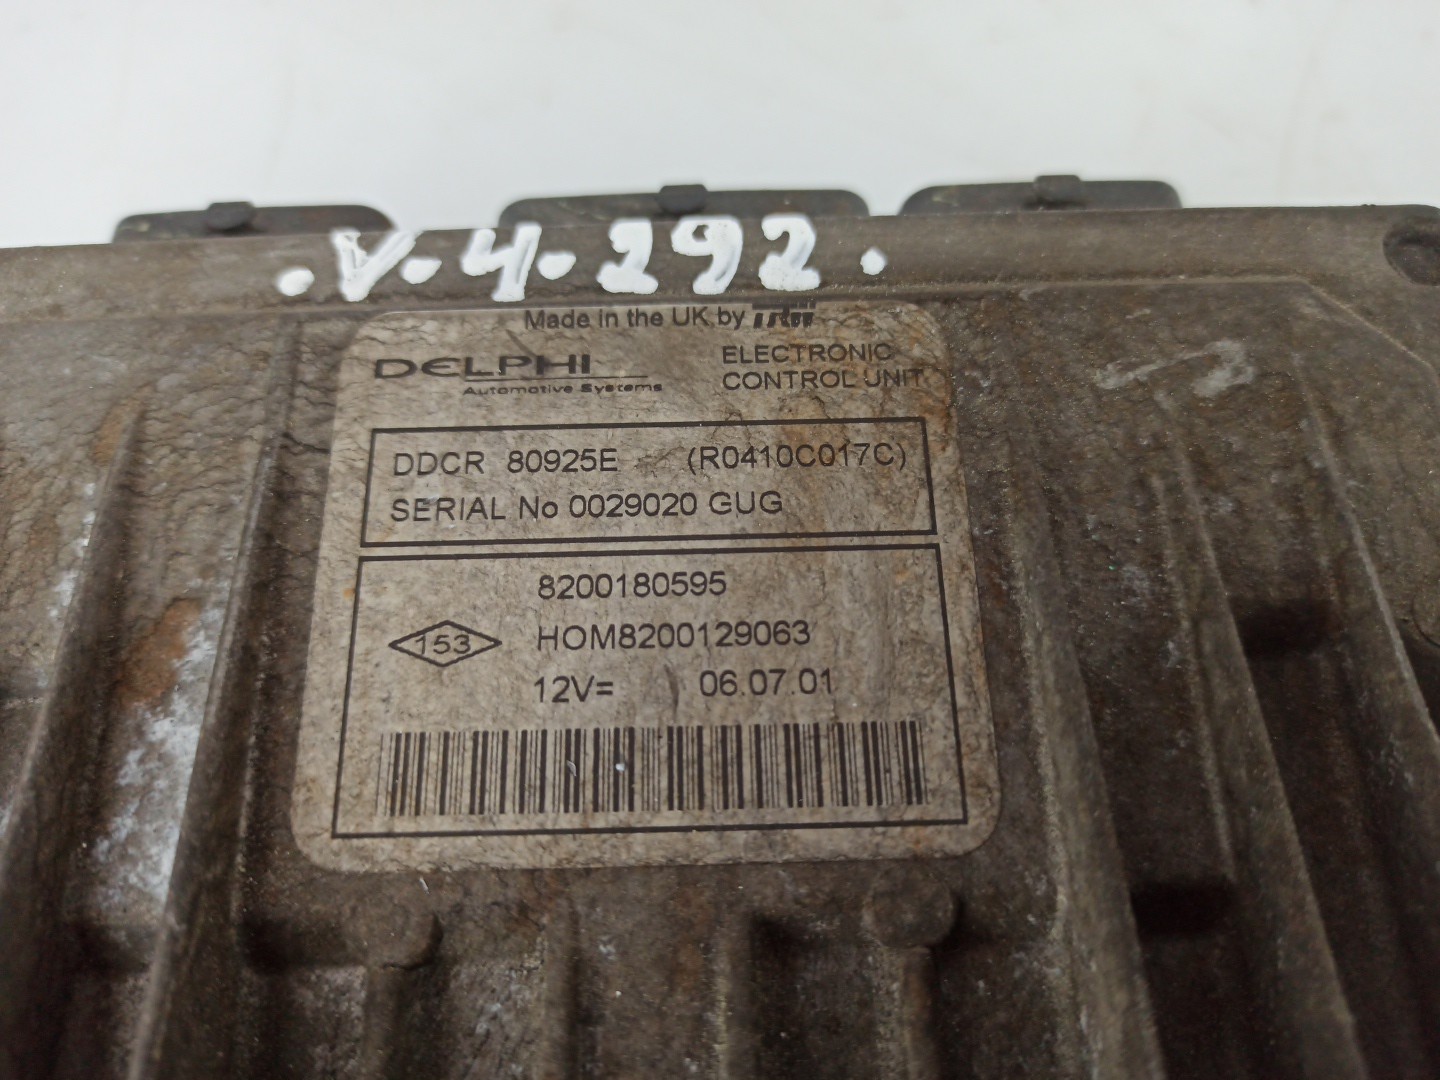 .V.4.292.
Made in the UK by TRW
DELPHI
Automotive Systems
ELECTRONIC
CONTROL UNIT
DDCR 80925E (R0410C017C)
SERIAL No 0029020 GUG
8200180595
153 HOM8200129063
12V= 06.07.01